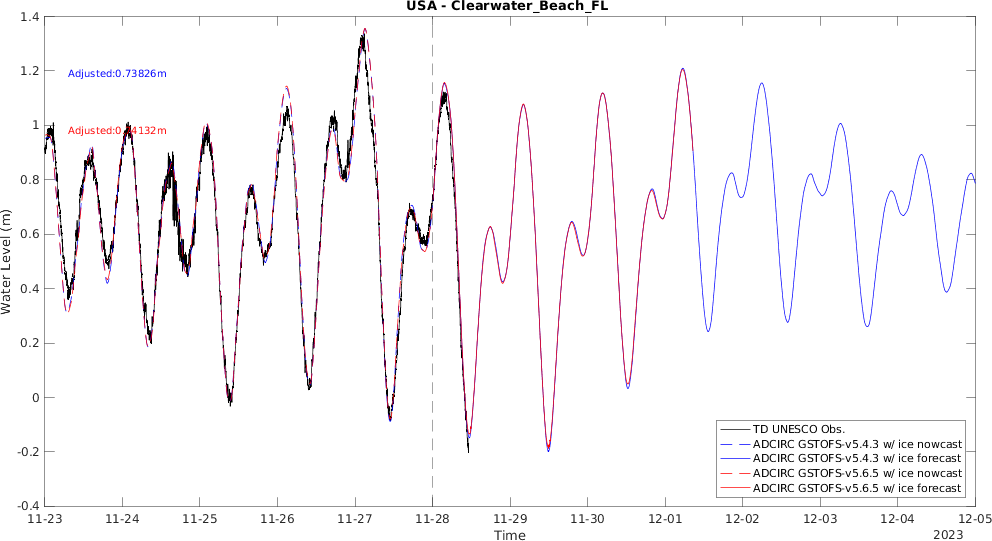 USA - Clearwater_Beach_FL
1.4
1.2
1
0.8
0.6
0.4
0.2
0
-0.2
-0.4
Water Level (m)
Adjusted:0.73826m
Adjusted:0.74132m
TD UNESCO Obs.
ADCIRC GSTOFS-v5.4.3 w/ ice nowcast
ADCIRC GSTOFS-v5.4.3 w/ ice forecast
ADCIRC GSTOFS-v5.6.5 w/ ice nowcast
ADCIRC GSTOFS-v5.6.5 w/ ice forecast
11-23 11-24 11-25 11-26 11-27 11-28 11-29 11-30 12-01 12-02 12-03 12-04 12-05
Time
2023